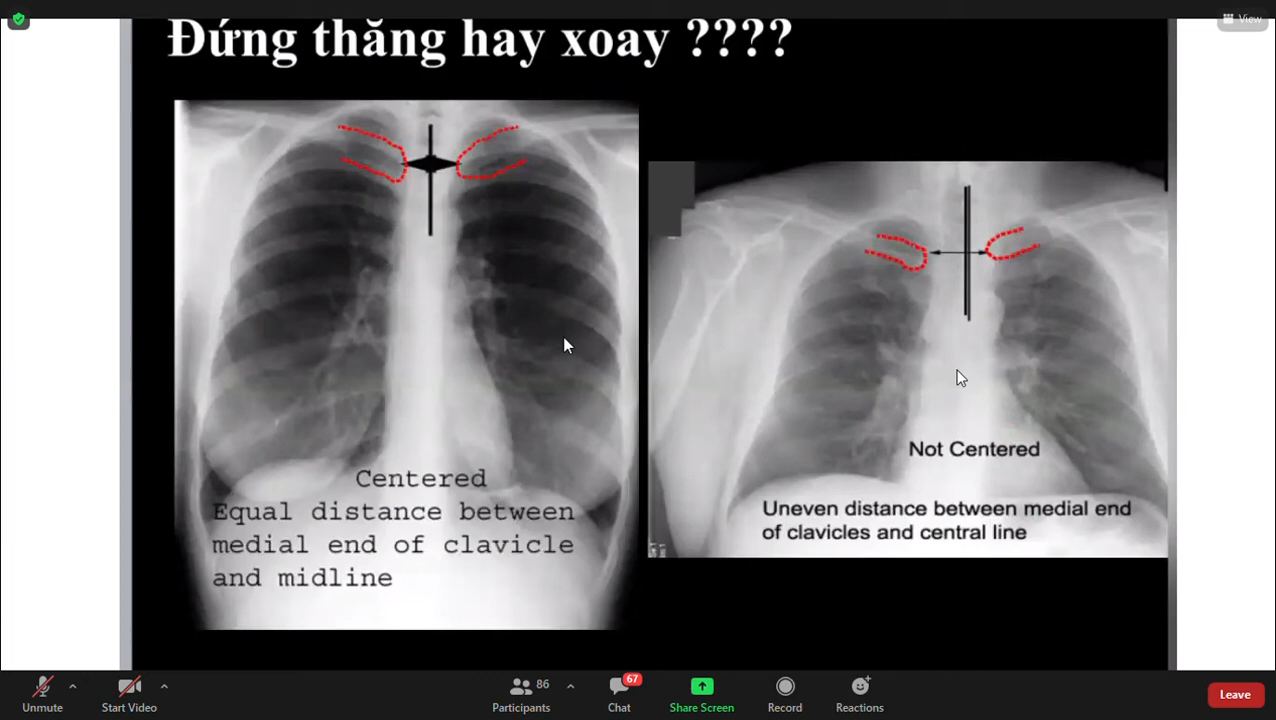 View
Đứng thẳng hay xoay ????
Centered
Equal distance between
medial end of clavicle
and midline
Not Centered
Uneven distance between medial end
of clavicles and central line
Unmute
Start Video
86
Participants
67
Chat
Share Screen
Record
Reactions
Leave